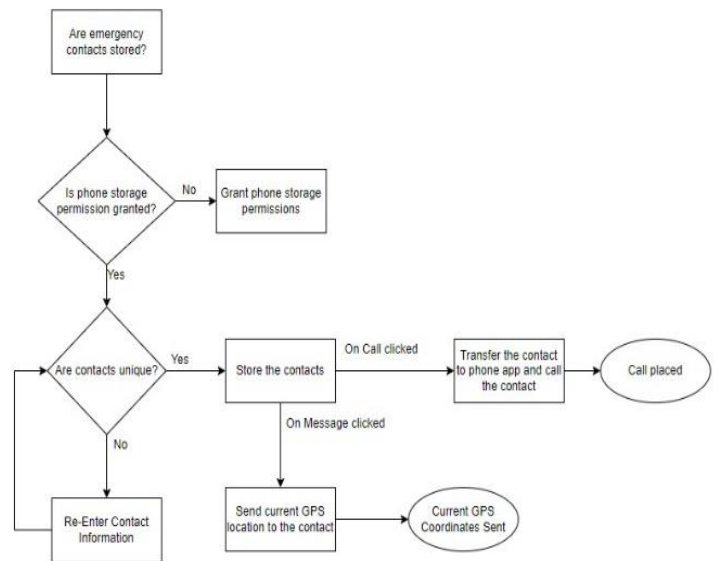 Are emergency
contacts stored?
Is phone storage
permission granted?
No
Grant phone storage
permissions
Yes
Are contacts unique?
Yes
Store the contacts
On Call clicked
Transfer the contact
to phone app and call
the contact
Call placed
On Message clicked
No
Re-Enter Contact
Information
Send current GPS
location to the contact
Current GPS
Coordinates Sent